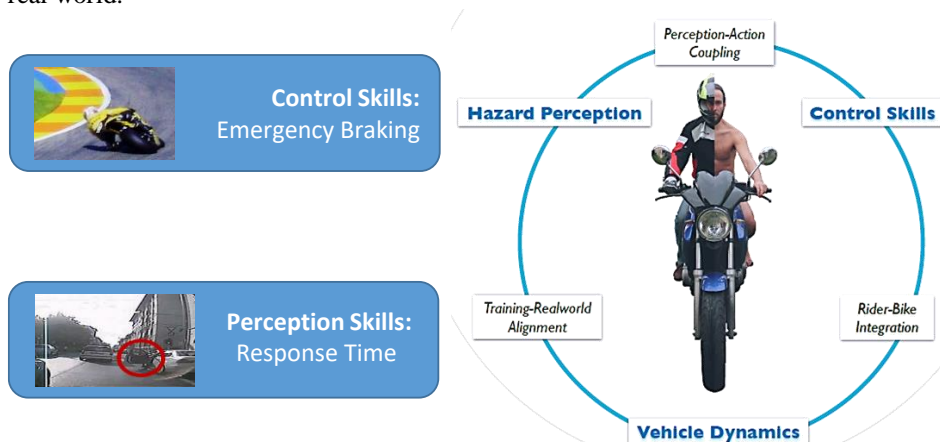 real world.
Control Skills:
Emergency Braking
Perception Skills:
Response Time
Perception-Action
Coupling
Hazard Perception
Control Skills
Training-Realworld
Alignment
Rider-Bike
Integration
Vehicle Dynamics